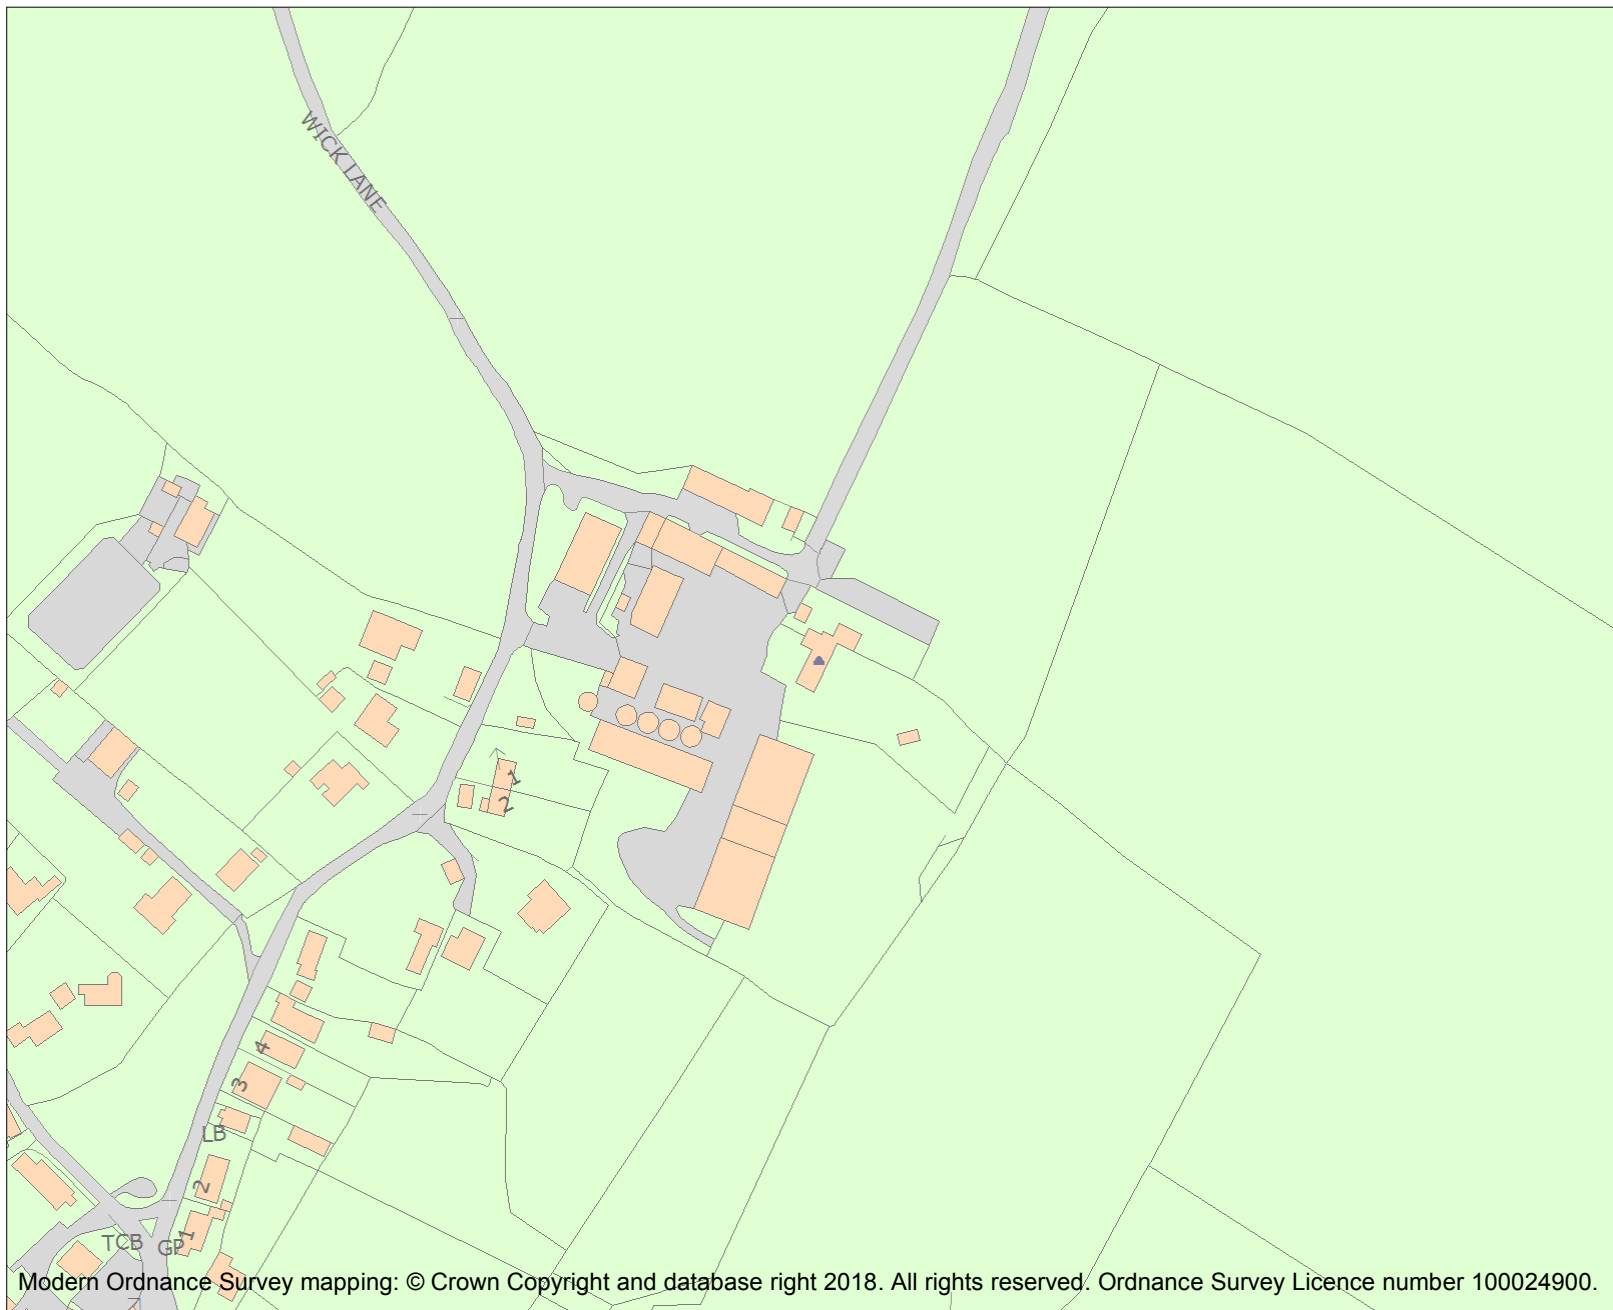 WICK LANE
1
2
4
3
LB
2
1
TCB
GP
Modern Ordnance Survey mapping: © Crown Copyright and database right 2018. All rights reserved. Ordnance Survey Licence number 100024900.